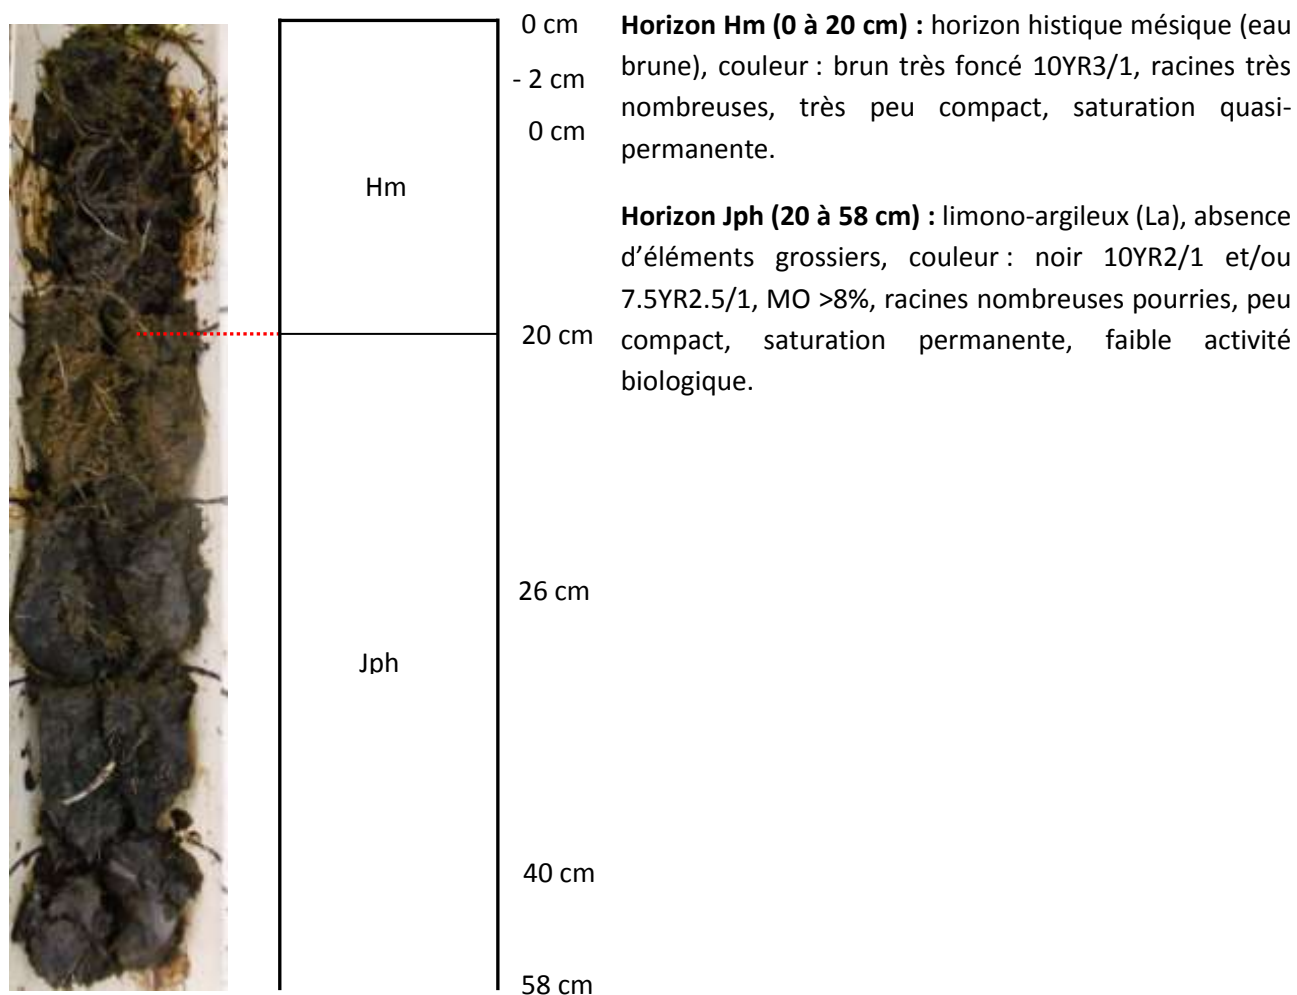 0 cm
- 2 cm
0 cm
Hm
20 cm
26 cm
Jph
40 cm
58 cm
Horizon Hm (0 à 20 cm) : horizon histique mésique (eau
brune), couleur : brun très foncé 10YR3/1, racines très
nombreuses, très peu compact, saturation quasi-
permanente.
Horizon Jph (20 à 58 cm) : limono-argileux (La), absence
d’éléments grossiers, couleur : noir 10YR2/1 et/ou
7.5YR2.5/1, MO >8%, racines nombreuses pourries, peu
compact, saturation permanente, faible activité
biologique.